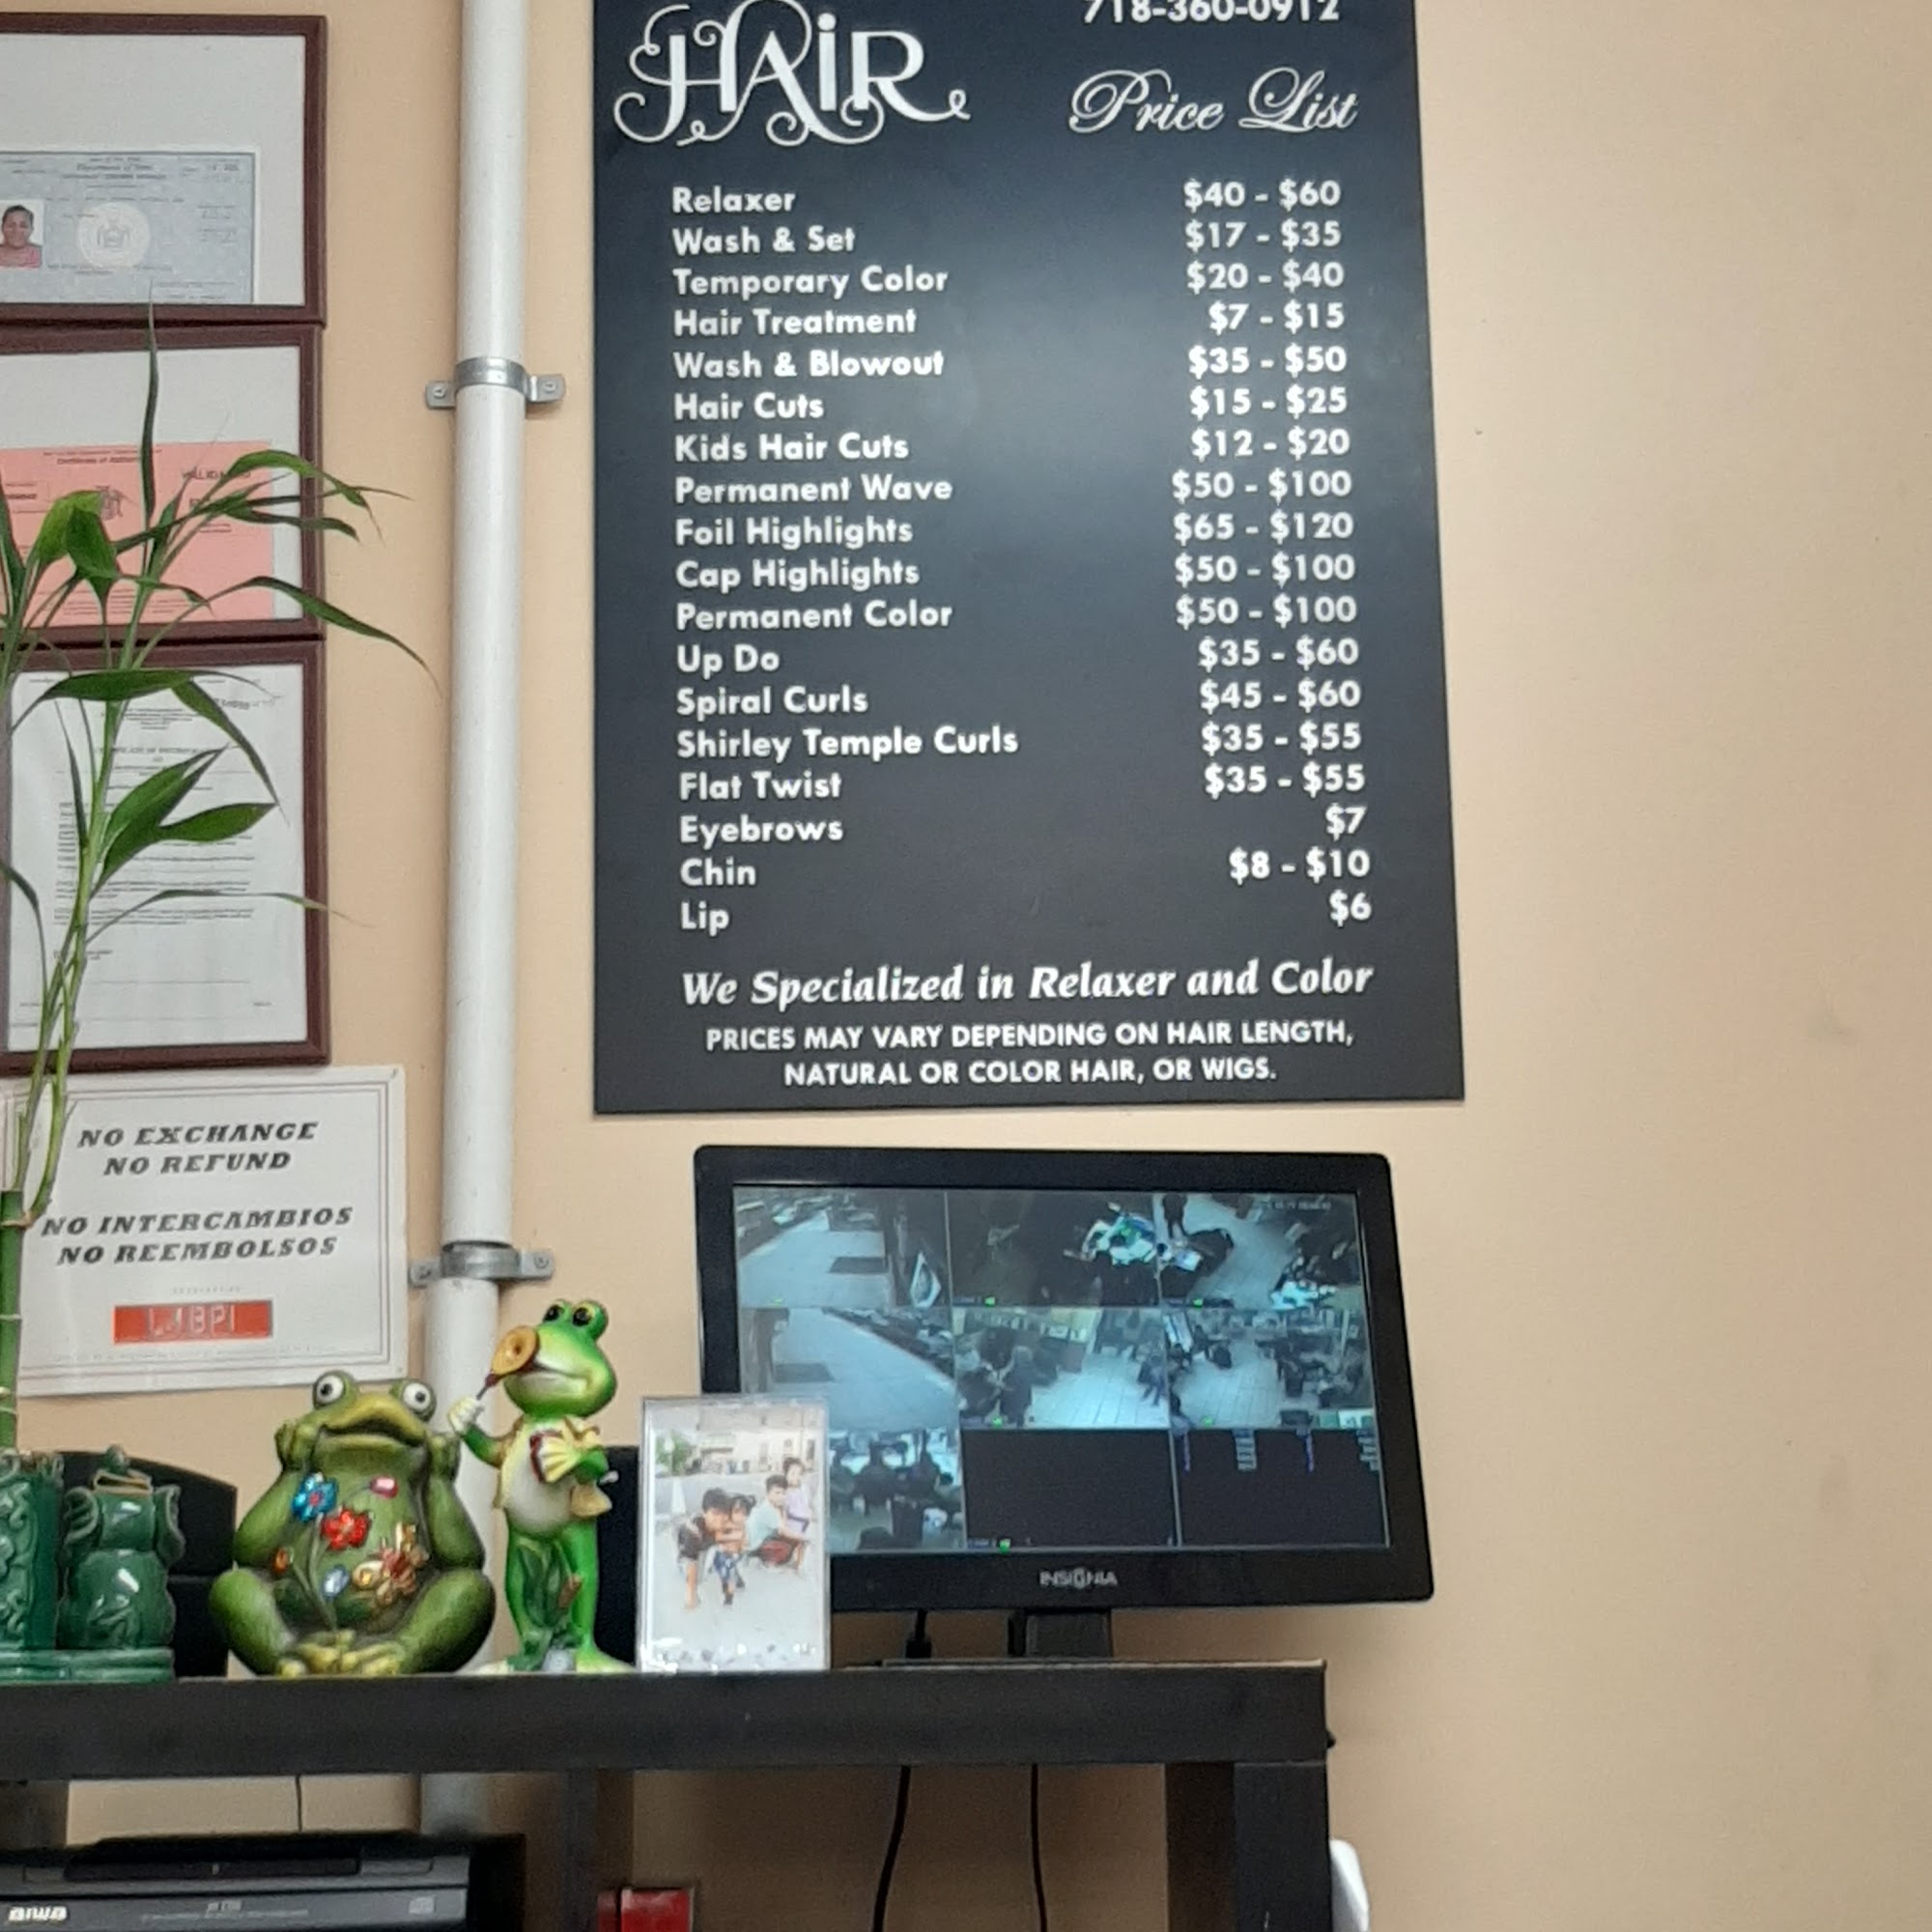 718-360-0912
HAiR
Price List
Relaxer $40 - $60
Wash & Set $17 - $35
Temporary Color $20 - $40
Hair Treatment $7 - $15
Wash & Blowout $35 - $50
Hair Cuts $15 - $25
Kids Hair Cuts $12 - $20
Permanent Wave $50 - $100
Foil Highlights $65 - $120
Cap Highlights $50 - $100
Permanent Color $50 - $100
Up Do $35 - $60
Spiral Curls $45 - $60
Shirley Temple Curls $35 - $55
Flat Twist $35 - $55
Eyebrows $7
Chin $8 - $10
Lip $6
We Specialized in Relaxer and Color
PRICES MAY VARY DEPENDING ON HAIR LENGTH,
NATURAL OR COLOR HAIR, OR WIGS.
NO EXCHANGE
NO REFUND
NO INTERCAMBIOS
NO REEMBOLSOS
INSIGNIA
aiwa